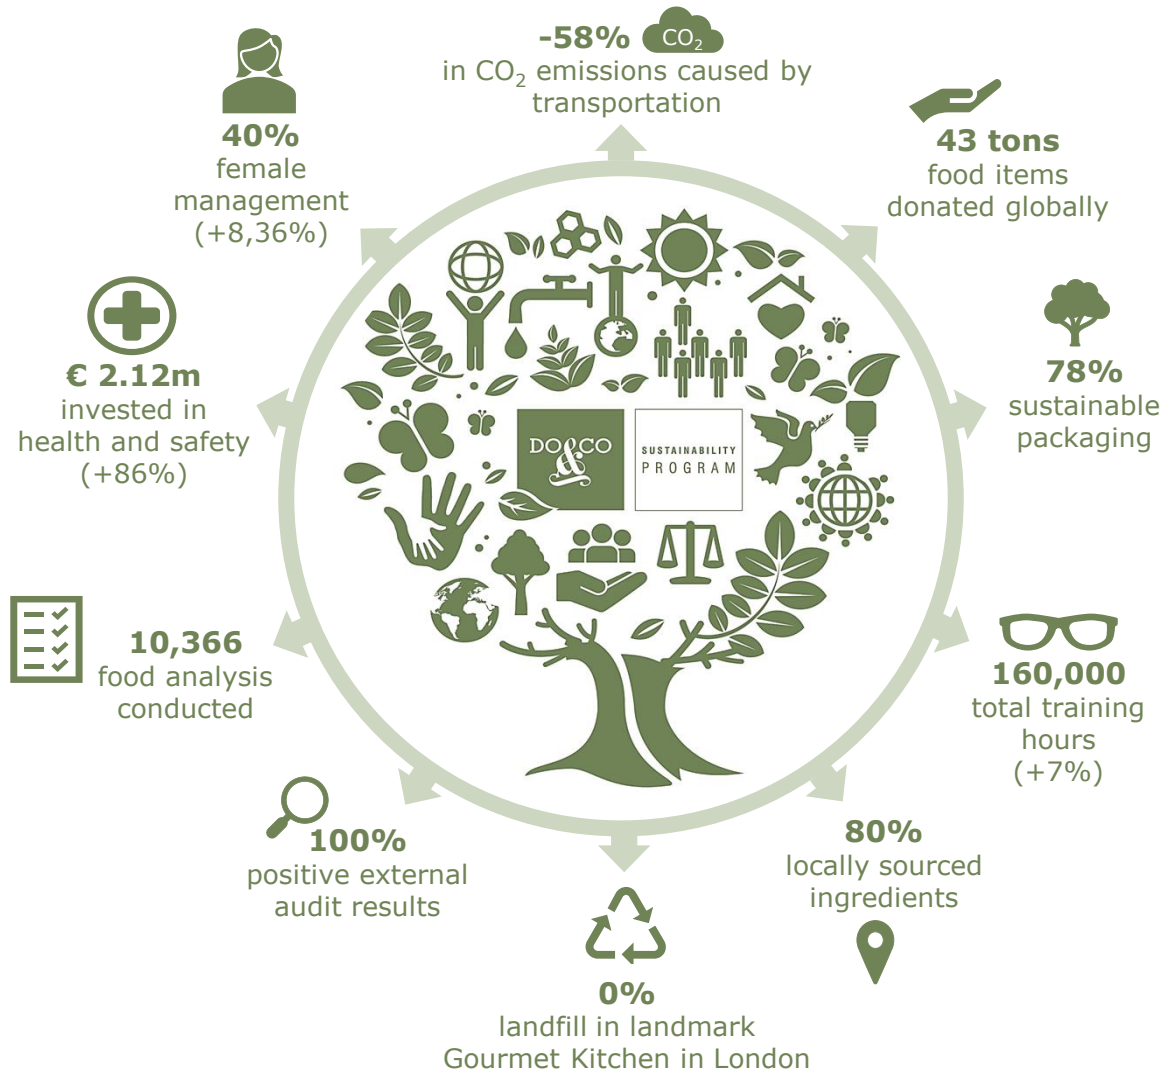 -58%
CO₂
in CO₂ emissions caused by
transportation
43 tons
food items
donated globally
78%
sustainable
packaging
160,000
total training
hours
(+7%)
80%
locally sourced
ingredients
0%
landfill in landmark
Gourmet Kitchen in London
100%
positive external
audit results
10,366
food analysis
conducted
€ 2.12m
invested in
health and safety
(+86%)
40%
female
management
(+8,36%)
DO&CO
SUSTAINABILITY
PROGRAM